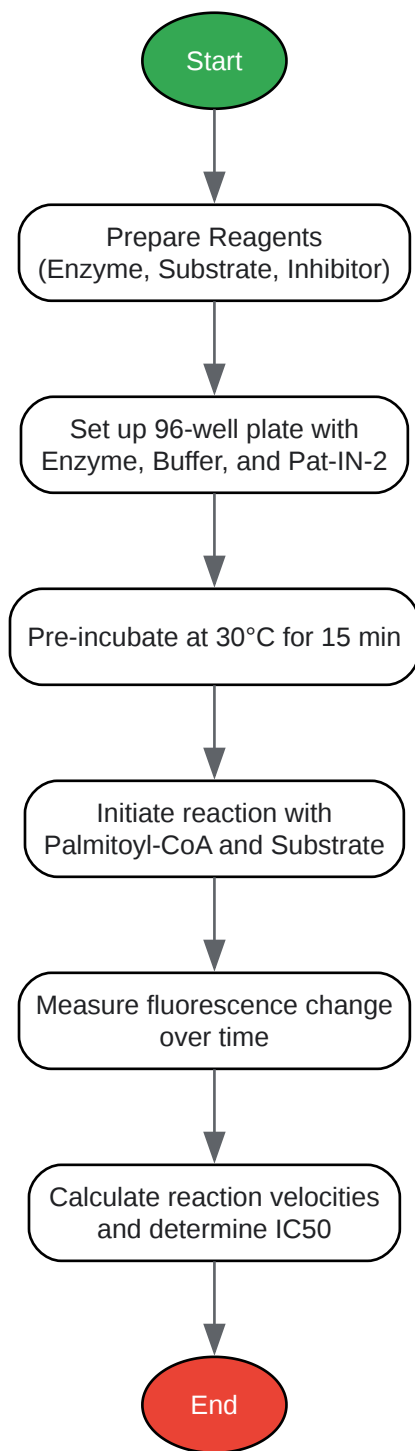 Start
Prepare Reagents
(Enzyme, Substrate, Inhibitor)
Set up 96-well plate with
Enzyme, Buffer, and Pat-IN-2
Pre-incubate at 30°C for 15 min
Initiate reaction with
Palmitoyl-CoA and Substrate
Measure fluorescence change
over time
Calculate reaction velocities
and determine IC50
End